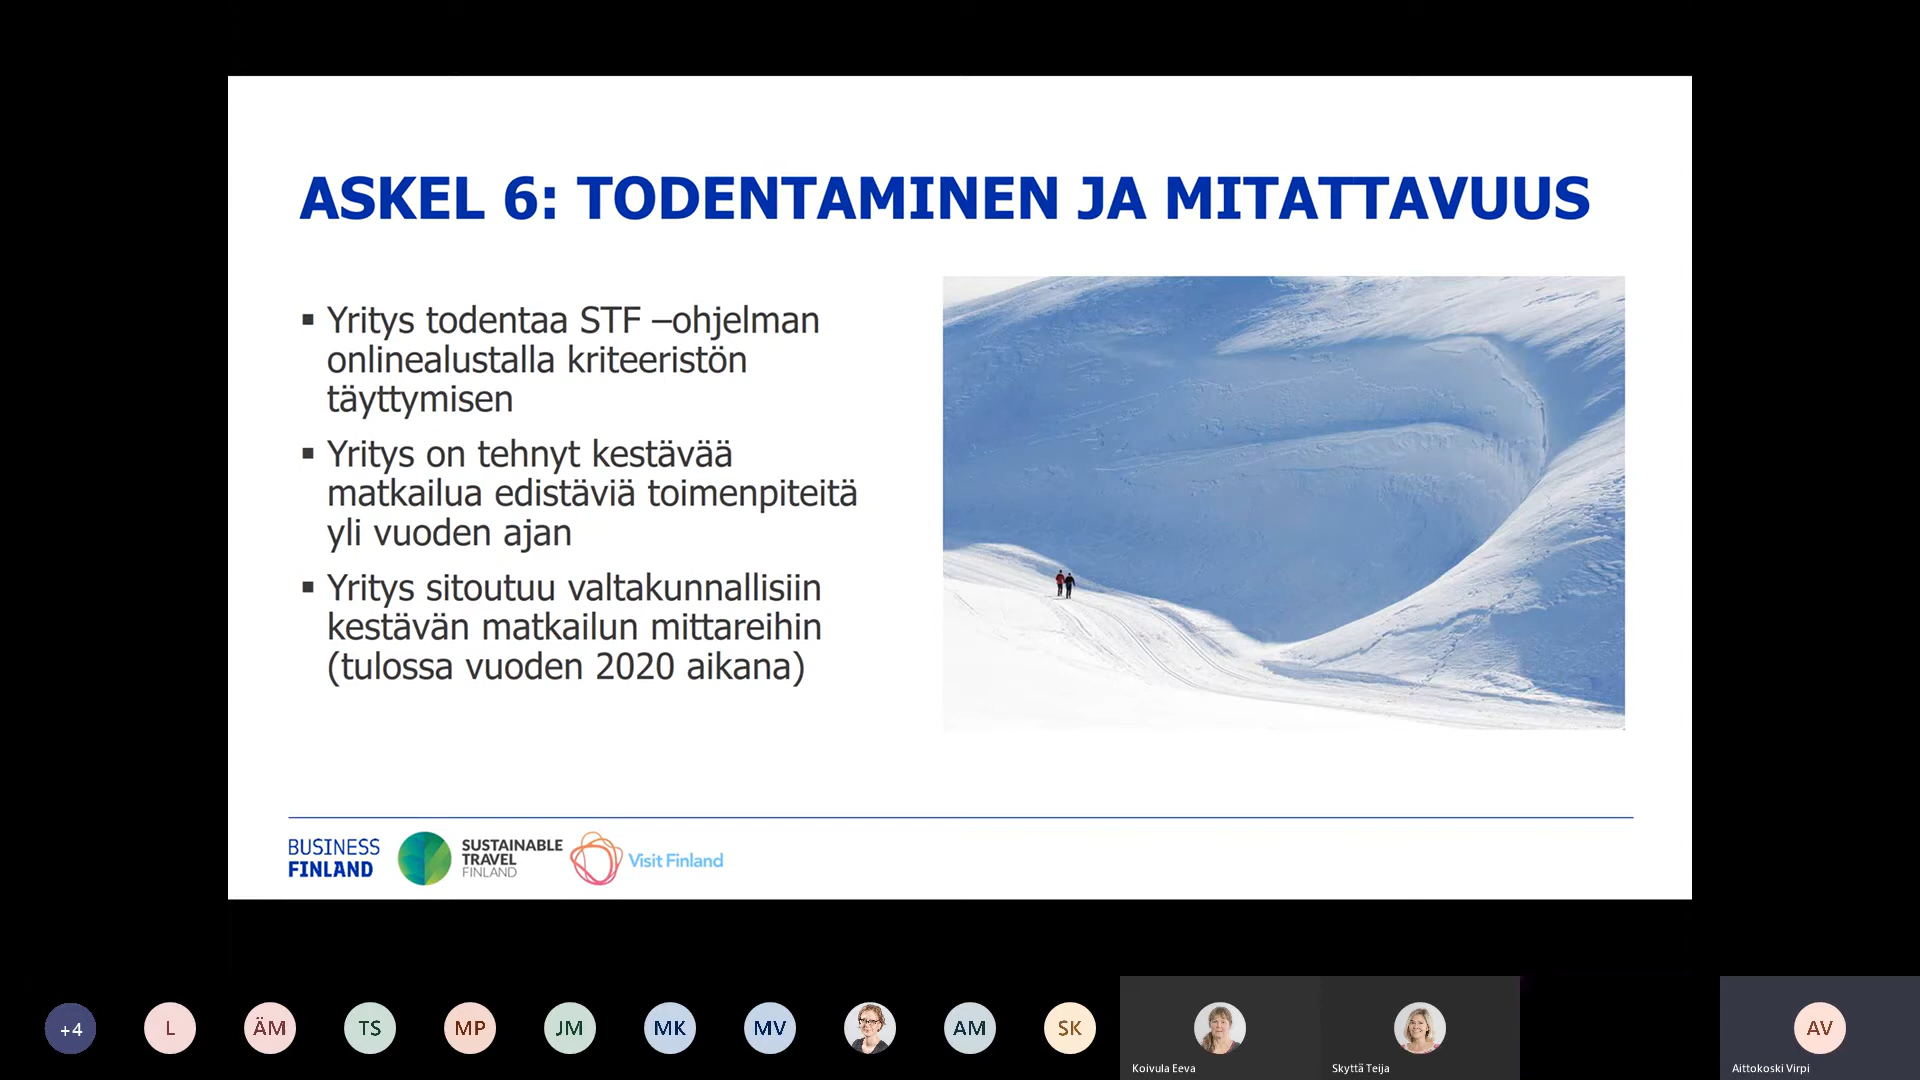 ASKEL 6: TODENTAMINEN JA MITATTAVUUS
▪ Yritys todentaa STF –ohjelman
onlinealustalla kriteeristön
täyttymisen
▪ Yritys on tehnyt kestävää
matkailua edistäviä toimenpiteitä
yli vuoden ajan
▪ Yritys sitoutuu valtakunnallisiin
kestävän matkailun mittareihin
(tulossa vuoden 2020 aikana)
BUSINESS
FINLAND
SUSTAINABLE
TRAVEL
FINLAND
Visit Finland
+4
L
ÄM
TS
MP
JM
MK
MV
AM
SK
Koivula Eeva
Skyttä Teija
AV
Aittokoski Virpi